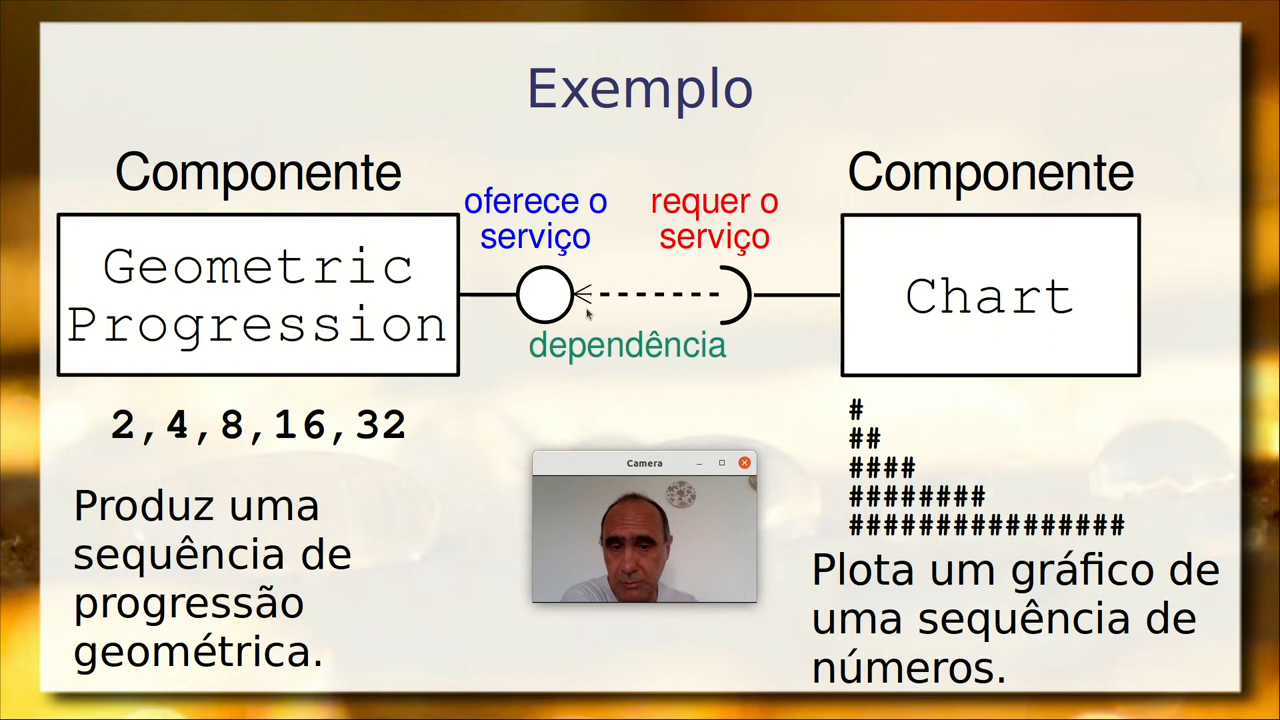 Exemplo
Componente
oferece o
serviço
requer o
serviço
Componente
Geometric
Progression
Chart
dependência
2,4,8,16,32
#
##
####
########
################
Camera
Produz uma
sequência de
progressão
geométrica.
Plota um gráfico de
uma sequência de
números.